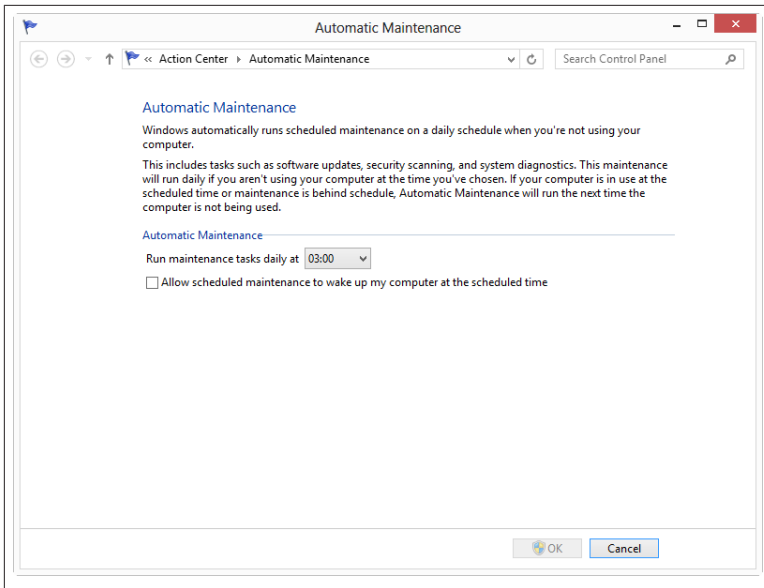 Automatic Maintenance
« Action Center Automatic Maintenance
Search Control Panel
Automatic Maintenance
Windows automatically runs scheduled maintenance on a daily schedule when you're not using your
computer.
This includes tasks such as software updates, security scanning, and system diagnostics. This maintenance
will run daily if you aren't using your computer at the time you've chosen. If your computer is in use at the
scheduled time or maintenance is behind schedule, Automatic Maintenance will run the next time the
computer is not being used.
Automatic Maintenance
Run maintenance tasks daily at 03:00
Allow scheduled maintenance to wake up my computer at the scheduled time
OK Cancel